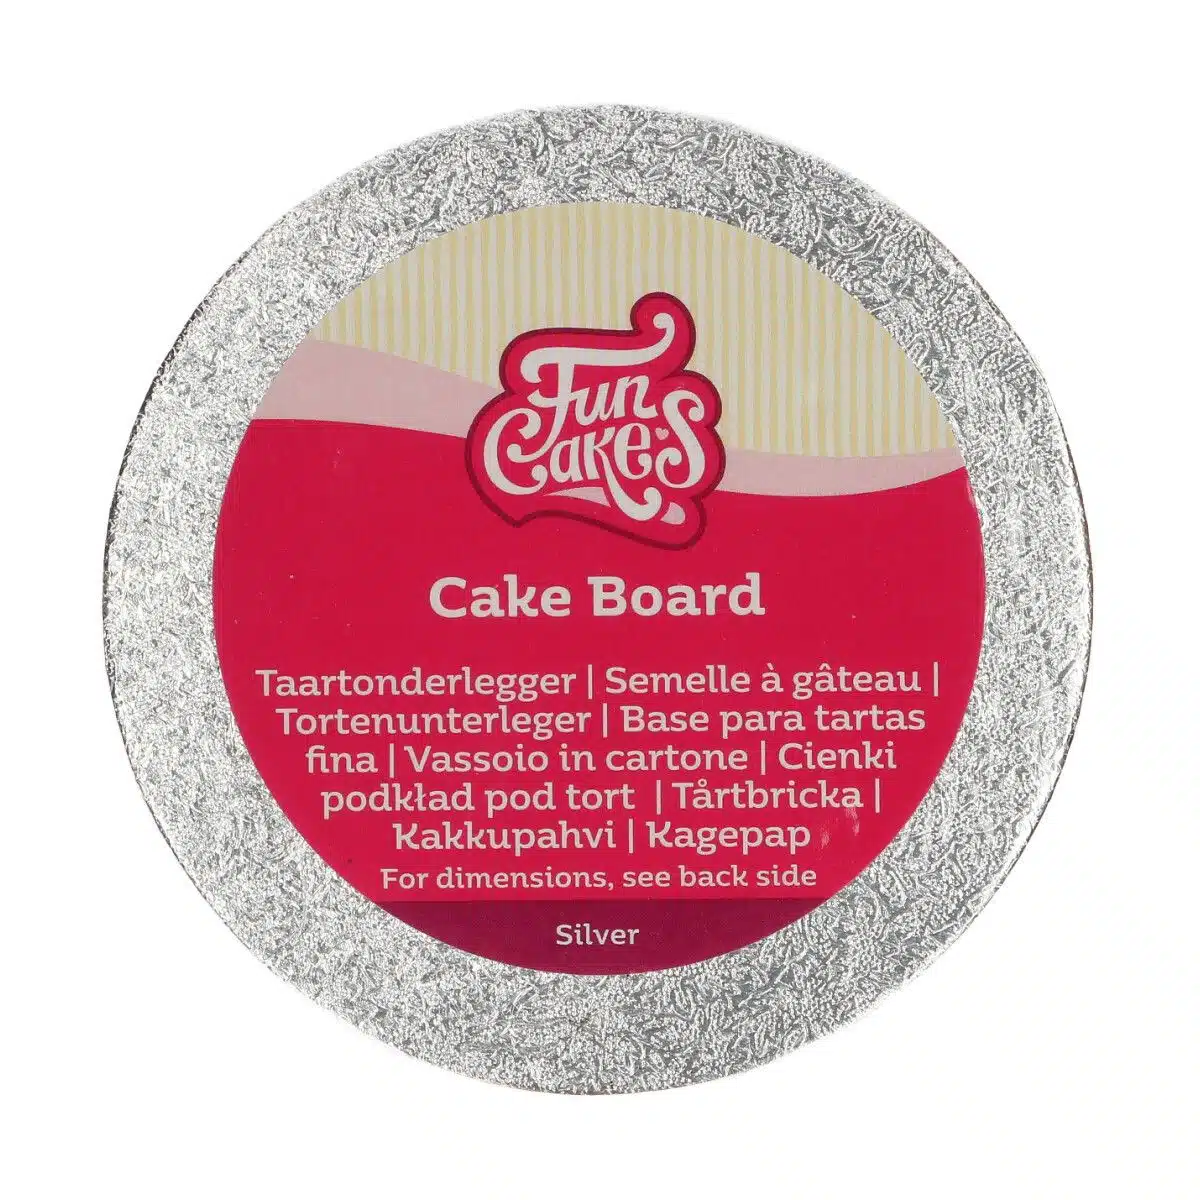 Fun
Cakes
Cake Board
Taartonderlegger | Semelle à gâteau |
Tortenunterleger | Base para tartas
fina | Vassoio in cartone | Cienki
podkład pod tort | Tårtbricka |
Kakkupahvi | Kagepap
For dimensions, see back side
Silver